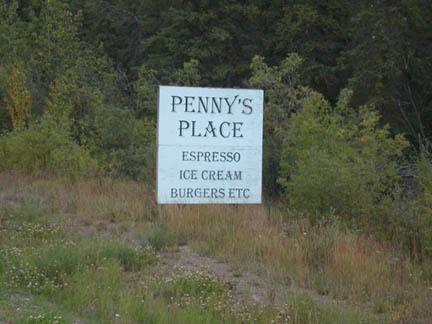 PENNY'S
PLACE
ESPRESSO
ICE CREAM
BURGERS ETC